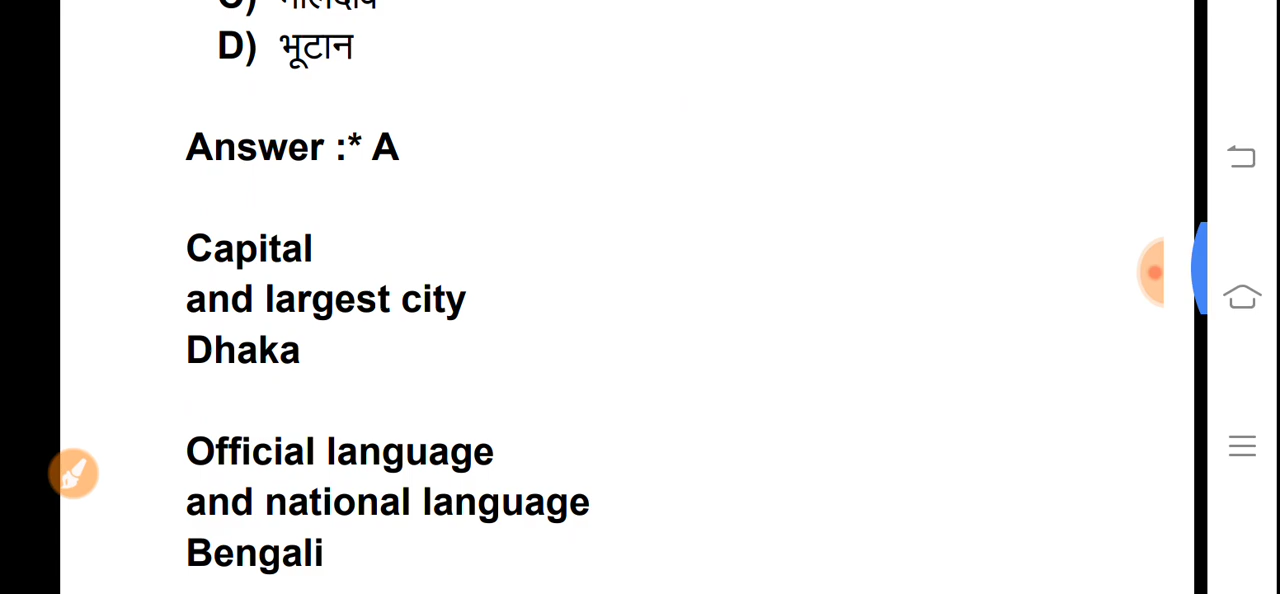 D) भूटान
Answer :* A
Capital
and largest city
Dhaka
Official language
and national language
Bengali